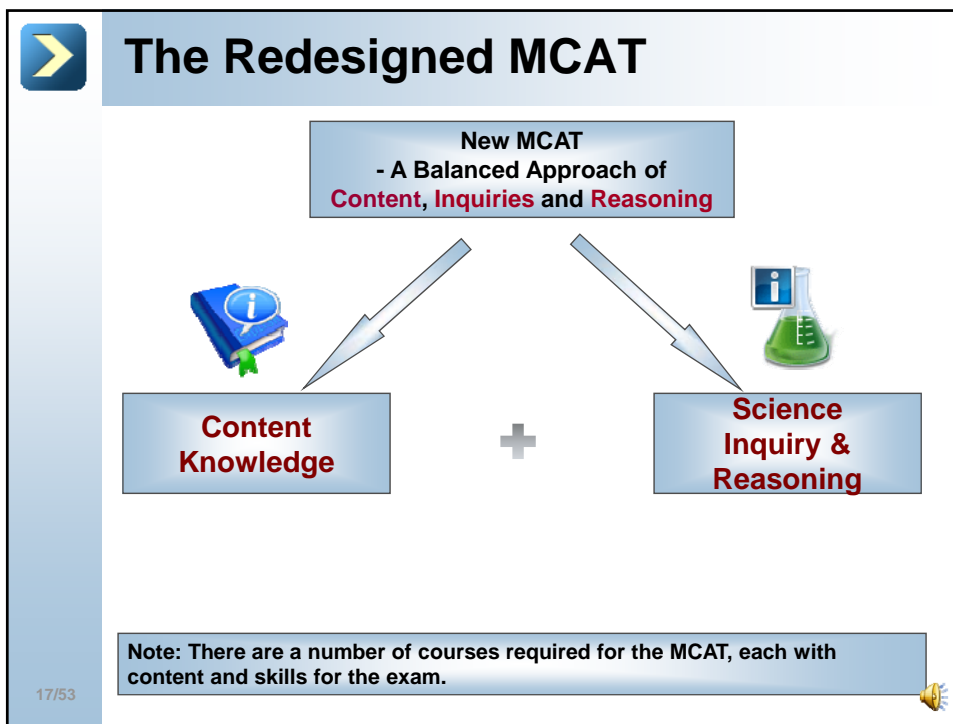 The Redesigned MCAT
New MCAT
- A Balanced Approach of
Content, Inquiries and Reasoning
Content
Knowledge
Science
Inquiry &
Reasoning
Note: There are a number of courses required for the MCAT, each with
content and skills for the exam.
17/53